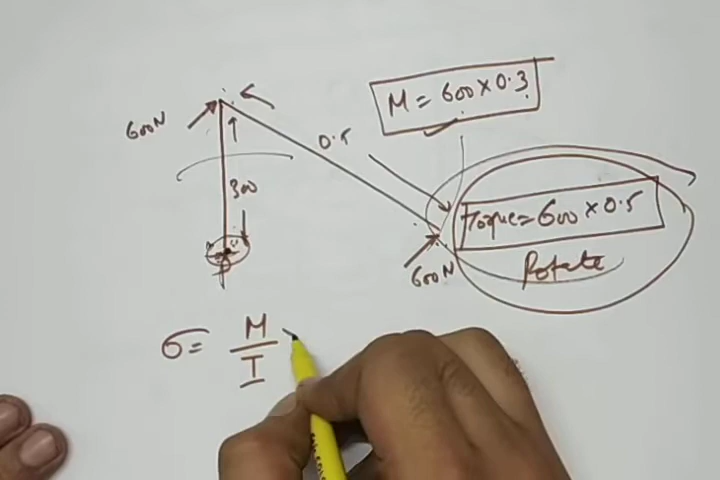 M = 600 × 0.3
600N
0.5
300
Torque = 600 × 0.5
Rotate
600N
σ = M
I